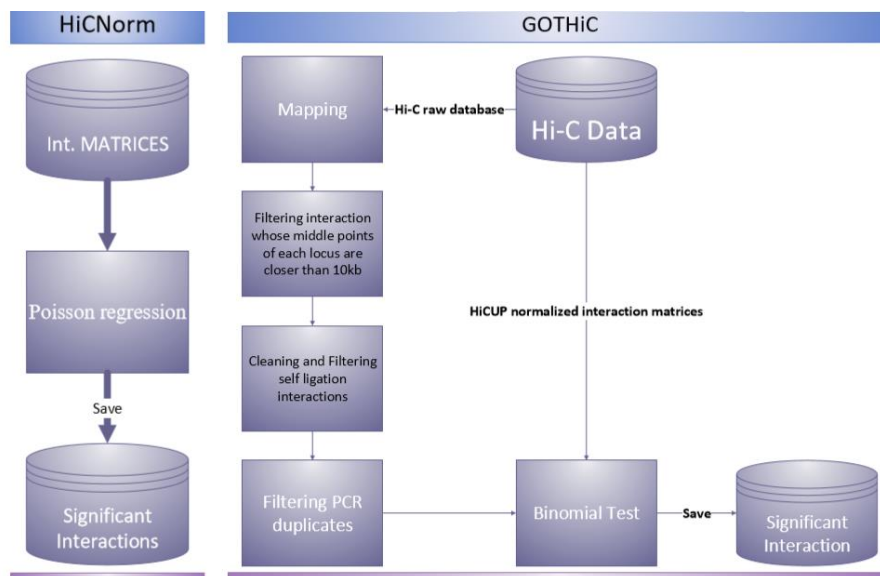 HiCNorm
Int. MATRICES
Poisson regression
Save
Significant
Interactions
GOTHiC
Mapping
Hi-C raw database
Hi-C Data
Filtering interaction
whose middle points
of each locus are
closer than 10kb
HiCUP normalized interaction matrices
Cleaning and Filtering
self ligation
interactions
Filtering PCR
duplicates
Binomial Test
Save
Significant
Interaction